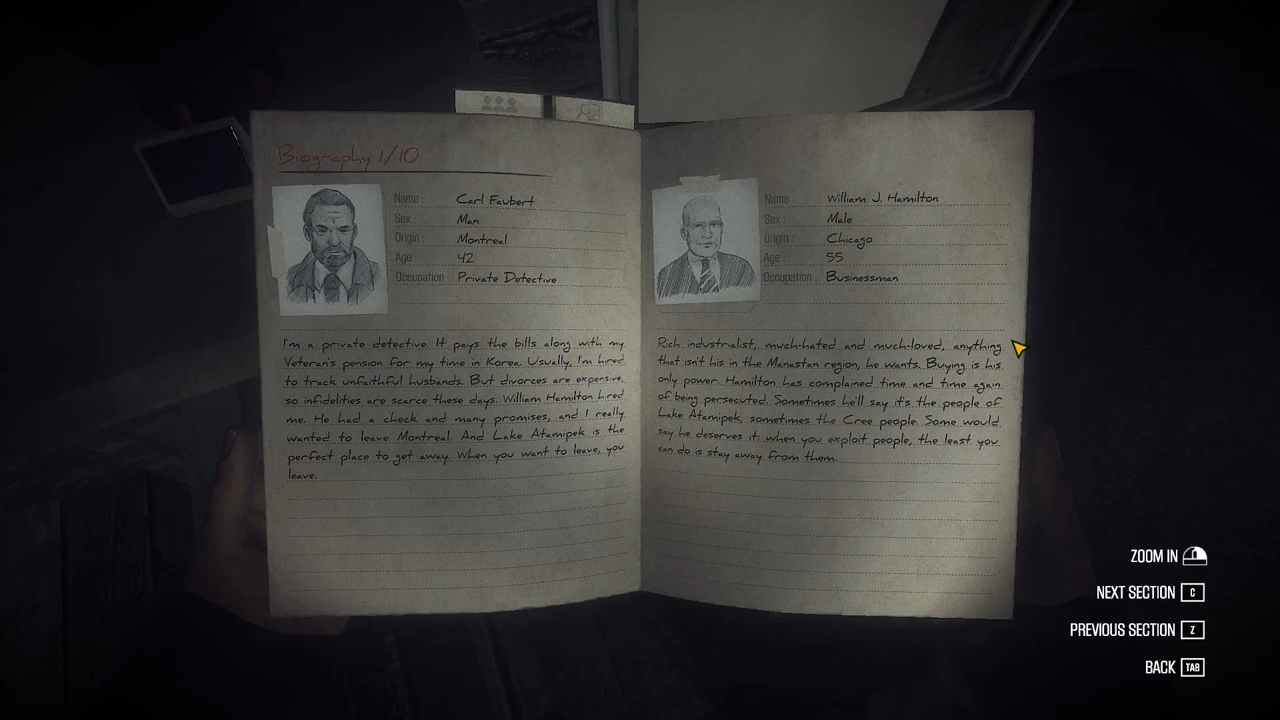 Biography 1/10
Name : Carl Faubert
Sex : Man
Origin : Montreal
Age : 42
Occupation : Private Detective
I'm a private detective. It pays the bills along with my
Veteran's pension for my time in Korea. Usually, I'm hired
to track unfaithful husbands. But divorces are expensive,
so infidelities are scarce these days. William Hamilton hired
me. He had a check and many promises, and I really
wanted to leave Montreal. And Lake Atamipek is the
perfect place to get away. When you want to leave, you
leave.
Name : William J. Hamilton
Sex : Male
Origin : Chicago
Age : 55
Occupation : Businessman
Rich industrialist, much-hated and much-loved, anything
that isn't his in the Manastan region, he wants. Buying is his
only power. Hamilton has complained time and time again
of being persecuted. Sometimes he'll say it's the people of
Lake Atamipek, sometimes the Cree people. Some would
say he deserves it: when you exploit people, the least you
can do is stay away from them.
ZOOM IN
NEXT SECTION C
PREVIOUS SECTION Z
BACK TAB